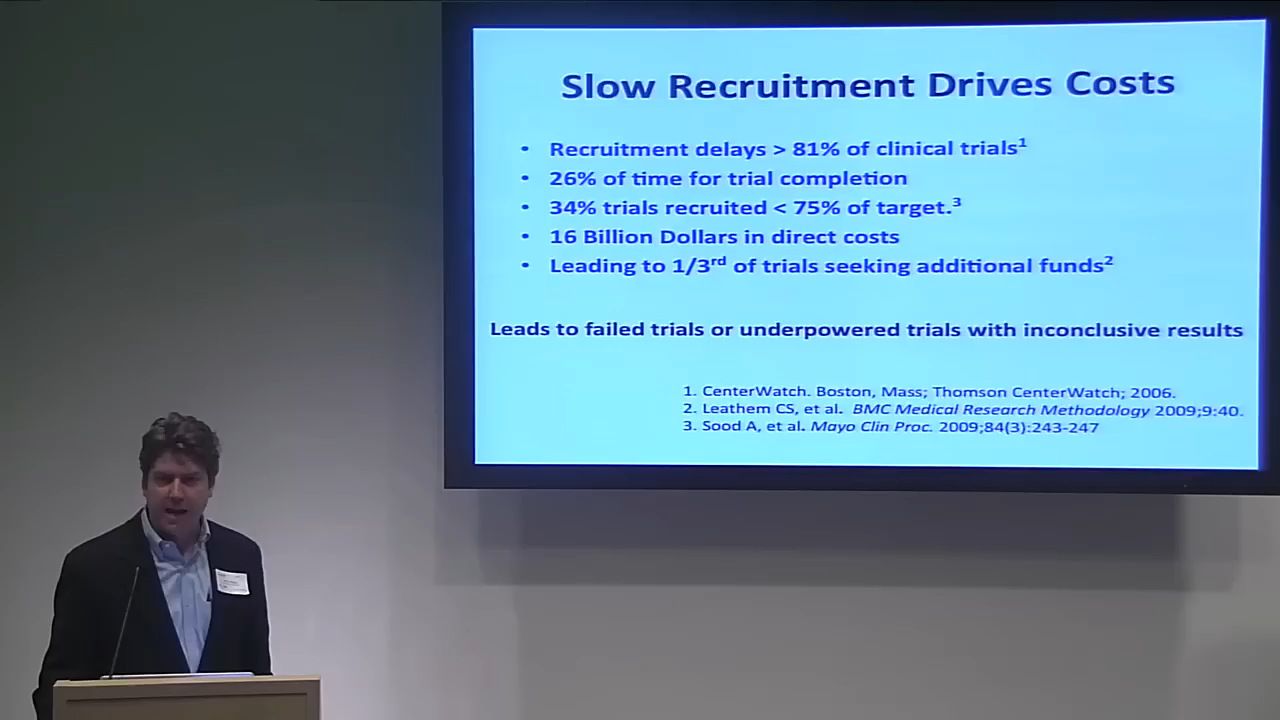 Slow Recruitment Drives Costs
• Recruitment delays > 81% of clinical trials¹
• 26% of time for trial completion
• 34% trials recruited < 75% of target.³
• 16 Billion Dollars in direct costs
• Leading to 1/3ʳᵈ of trials seeking additional funds²
Leads to failed trials or underpowered trials with inconclusive results
1. CenterWatch. Boston, Mass; Thomson CenterWatch; 2006.
2. Leathem CS, et al. BMC Medical Research Methodology 2009;9:40.
3. Sood A, et al. Mayo Clin Proc. 2009;84(3):243-247